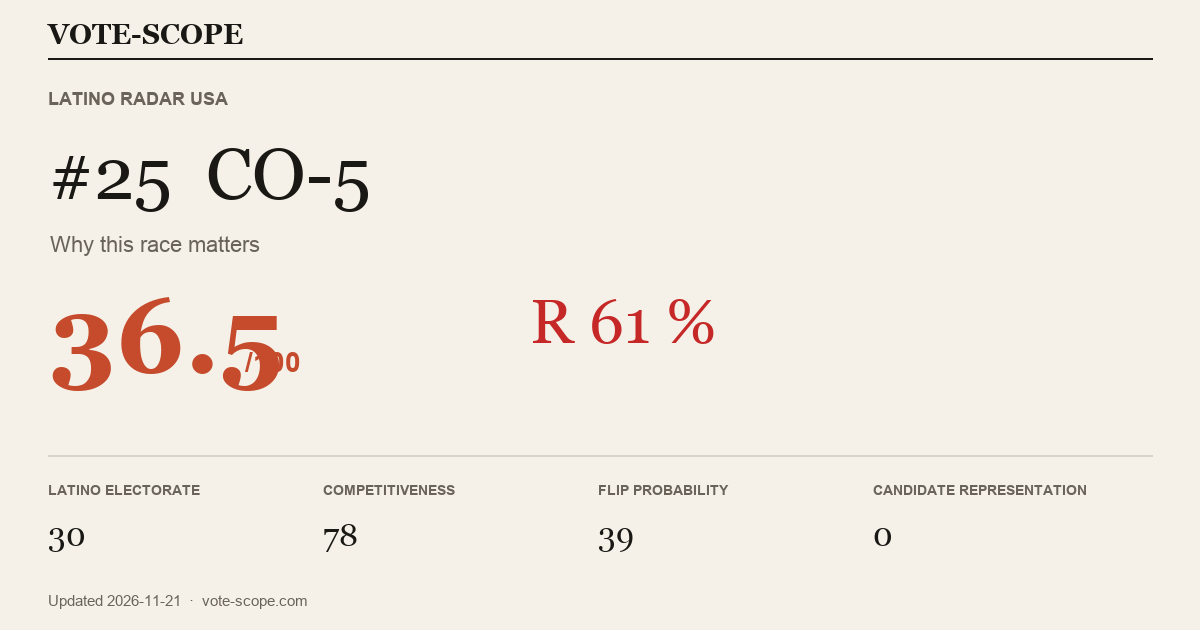 VOTE-SCOPE
LATINO RADAR USA
#25 CO-5
Why this race matters
36.5 /100
R 61 %
LATINO ELECTORATE
COMPETITIVENESS
FLIP PROBABILITY
CANDIDATE REPRESENTATION
30
78
39
0
Updated 2026-11-21 · vote-scope.com